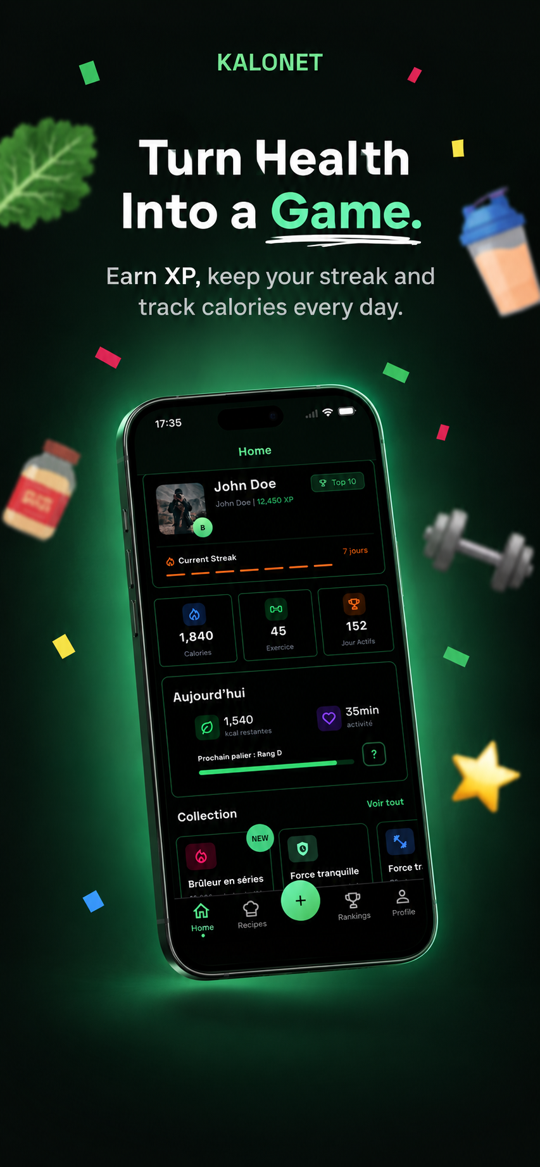 KALONET
Turn Health
Into a Game.
Earn XP, keep your streak and
track calories every day.
17:35
Home
John Doe
Top 10
John Doe | 12,450 XP
B
Current Streak
7 jours
1,840
Calories
45
Exercice
152
Jour Actifs
Aujourd'hui
1,540
kcal restantes
35min
activité
Prochain palier : Rang D
?
Collection
Voir tout
NEW
Brûleur en séries
Force tranquille
Force tr
+
Home
Recipes
Rankings
Profile